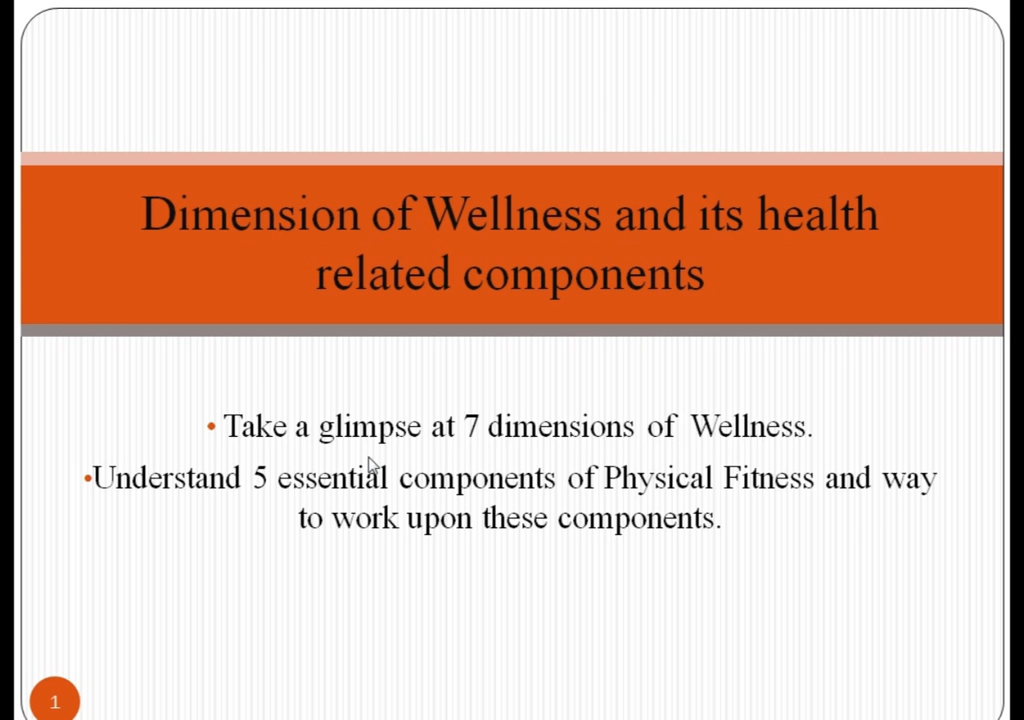 Dimension of Wellness and its health
related components
• Take a glimpse at 7 dimensions of Wellness.
•Understand 5 essential components of Physical Fitness and way
to work upon these components.
1